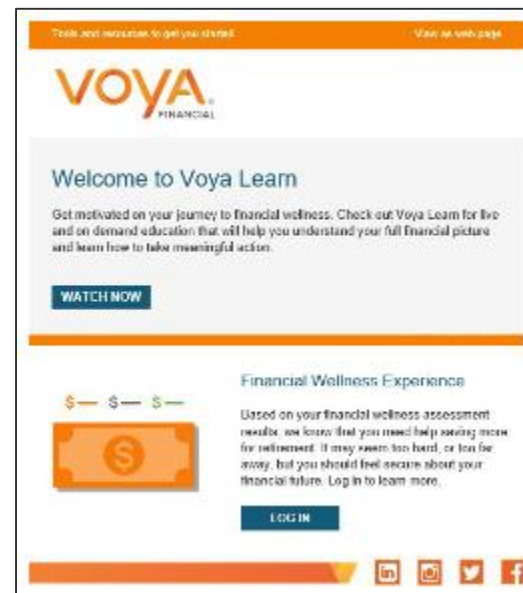 Tools and resources to get you started
View as web page
VOYA
FINANCIAL
Welcome to Voya Learn
Get motivated on your journey to financial wellness. Check out Voya Learn for live
and on demand education that will help you understand your full financial picture
and learn how to take meaningful action.
WATCH NOW
Financial Wellness Experience
$ $ $
Based on your financial wellness assessment
results, we know that you need help saving more
$
for retirement. It may seem too hard, or too far
away, but you should feel secure about your
financial future. Log in to learn more.
LOG IN
in
f